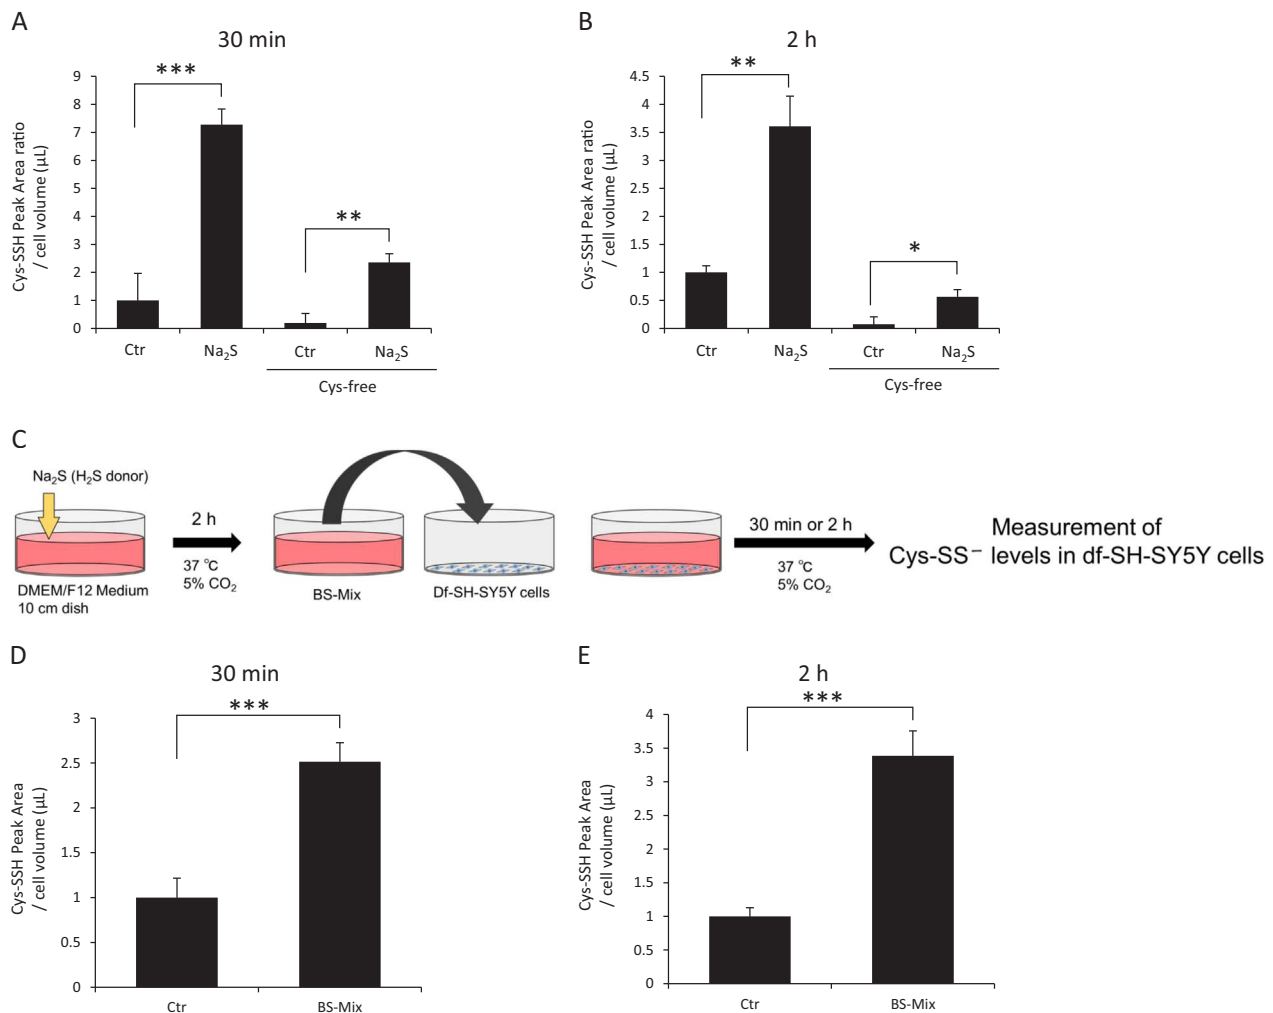 A
30 min
***
**
9
8
7
6
5
4
3
2
1
0
Cys-SSH Peak Area ratio
/ cell volume (µL)
Ctr
Na₂S
Ctr
Na₂S
Cys-free
B
2 h
**
*
4.5
4
3.5
3
2.5
2
1.5
1
0.5
0
Cys-SSH Peak Area ratio
/ cell volume (µL)
Ctr
Na₂S
Ctr
Na₂S
Cys-free
C
Na₂S (H₂S donor)
DMEM/F12 Medium
10 cm dish
2 h
37 ℃
5% CO₂
BS-Mix
Df-SH-SY5Y cells
30 min or 2 h
37 ℃
5% CO₂
Measurement of
Cys-SS⁻ levels in df-SH-SY5Y cells
D
30 min
***
3
2.5
2
1.5
1
0.5
0
Cys-SSH Peak Area
/ cell volume (µL)
Ctr
BS-Mix
E
2 h
***
4
3.5
3
2.5
2
1.5
1
0.5
0
Cys-SSH Peak Area
/ cell volume (µL)
Ctr
BS-Mix